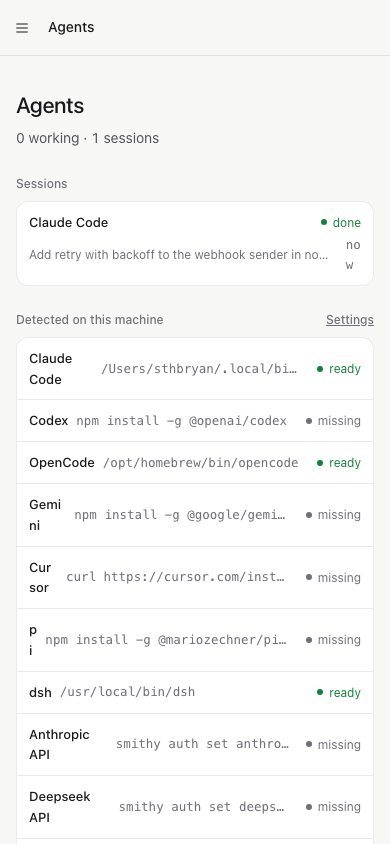 Agents
Agents
0 working · 1 sessions
Sessions
Claude Code
done
Add retry with backoff to the webhook sender in no…
no
w
Detected on this machine
Settings
Claude
Code
/Users/sthbryan/.local/bi…
ready
Codex
npm install -g @openai/codex
missing
OpenCode
/opt/homebrew/bin/opencode
ready
Gemi
ni
npm install -g @google/gemi…
missing
Cur
sor
curl https://cursor.com/inst…
missing
p
i
npm install -g @mariozechner/pi…
missing
dsh
/usr/local/bin/dsh
ready
Anthropic
API
smithy auth set anthro…
missing
Deepseek
API
smithy auth set deeps…
missing